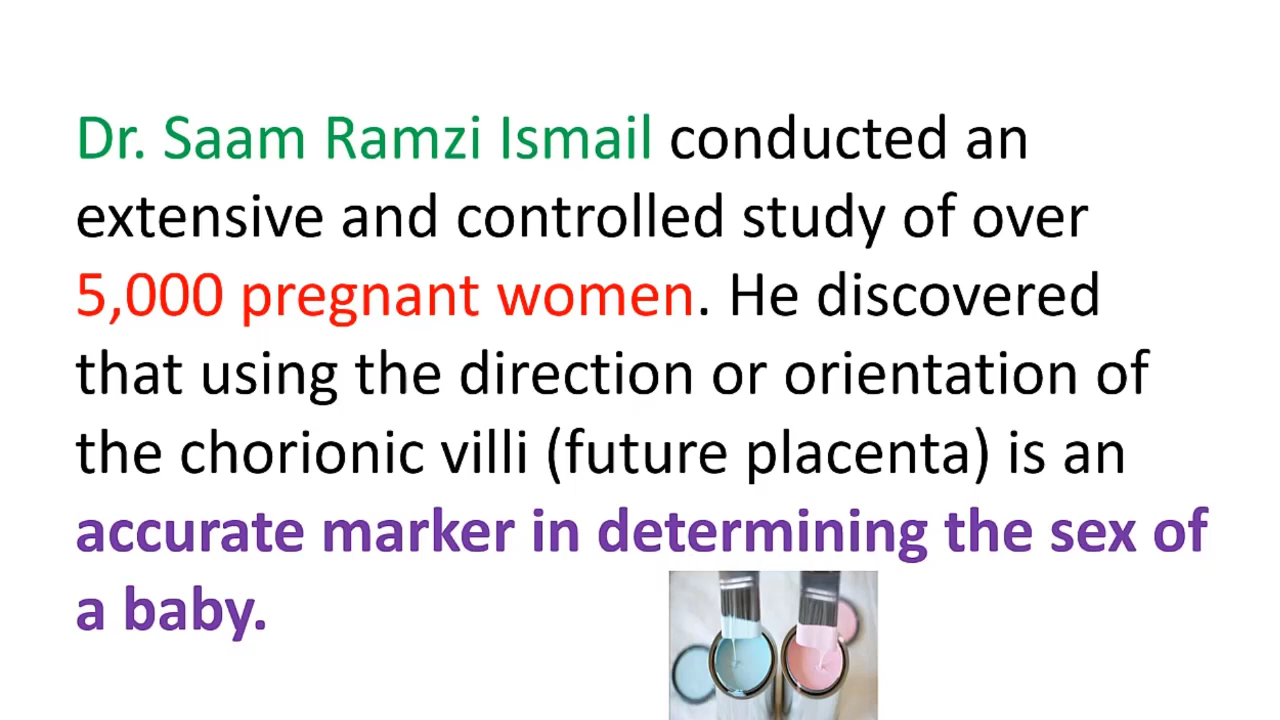 Dr. Saam Ramzi Ismail conducted an
extensive and controlled study of over
5,000 pregnant women. He discovered
that using the direction or orientation of
the chorionic villi (future placenta) is an
accurate marker in determining the sex of
a baby.